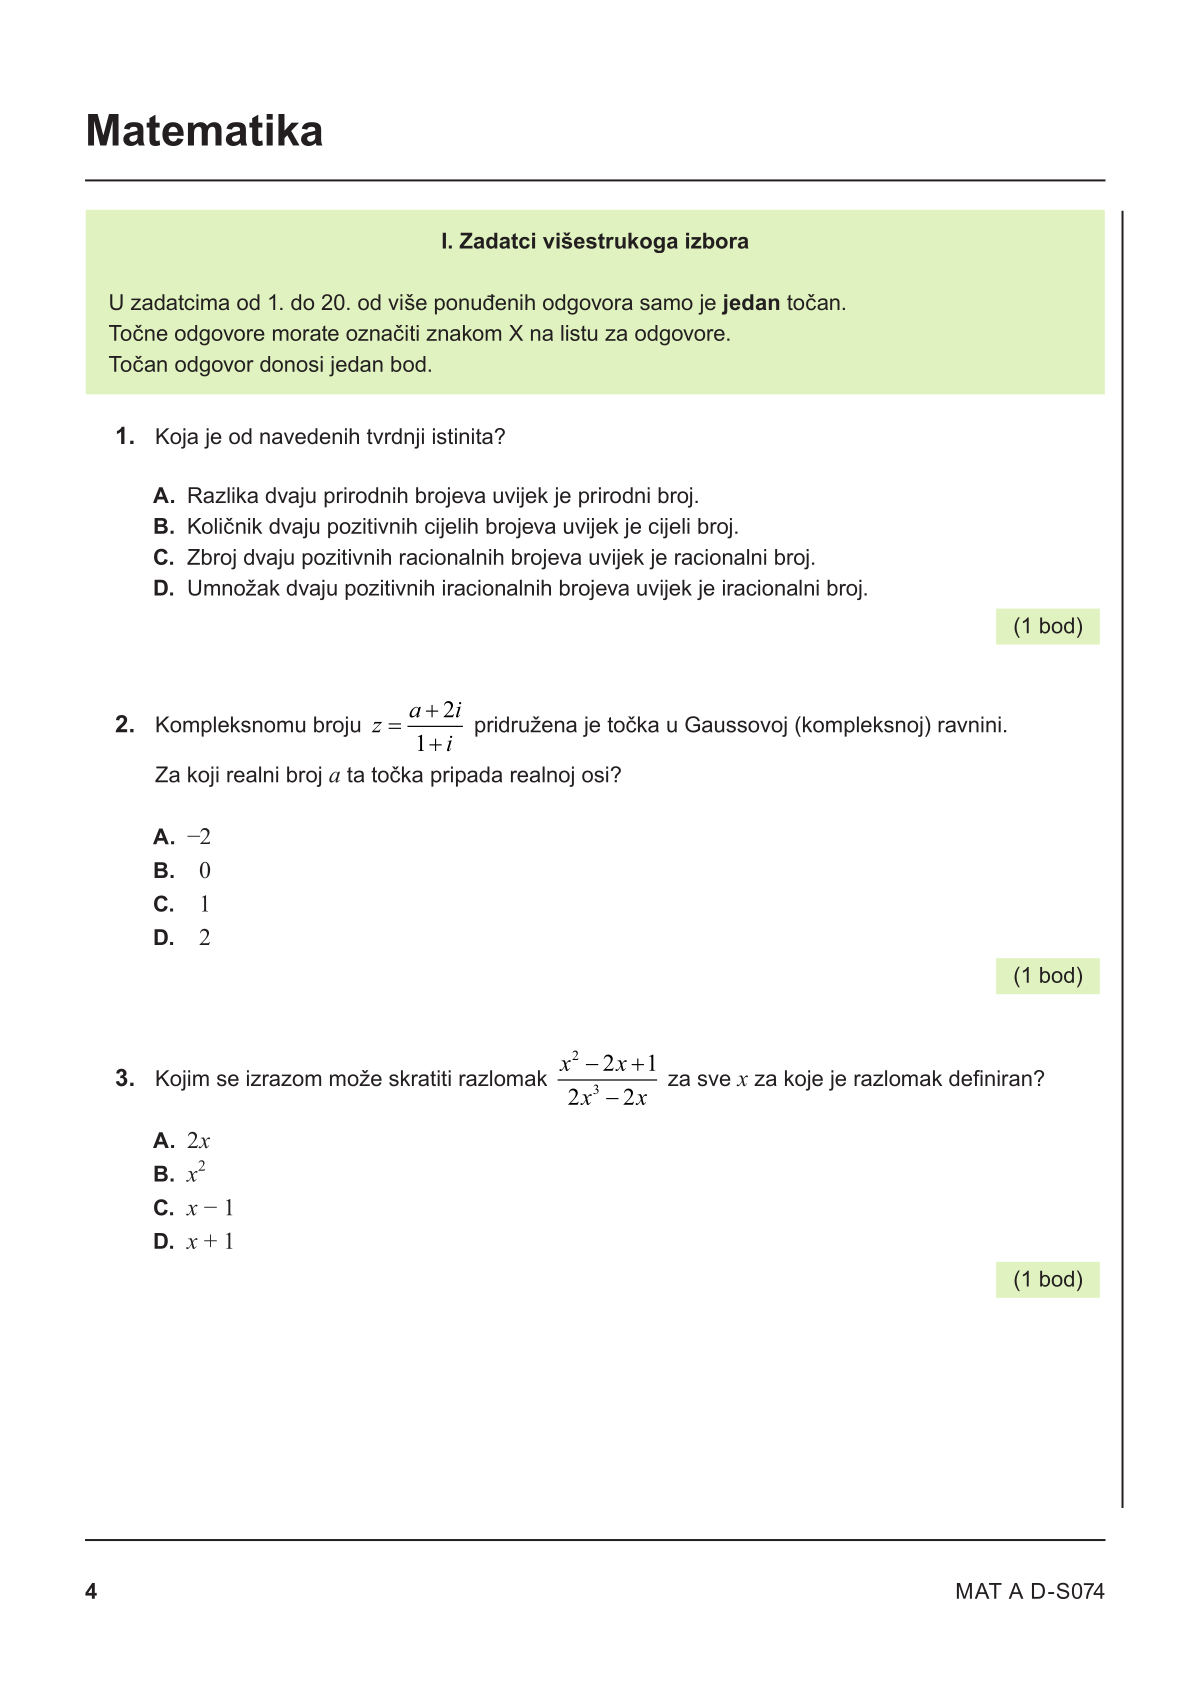 Matematika
I. Zadatci višestrukoga izbora
U zadatcima od 1. do 20. od više ponuđenih odgovora samo je jedan točan.
Točne odgovore morate označiti znakom X na listu za odgovore.
Točan odgovor donosi jedan bod.
1. Koja je od navedenih tvrdnji istinita?
A. Razlika dvaju prirodnih brojeva uvijek je prirodni broj.
B. Količnik dvaju pozitivnih cijelih brojeva uvijek je cijeli broj.
C. Zbroj dvaju pozitivnih racionalnih brojeva uvijek je racionalni broj.
D. Umnožak dvaju pozitivnih iracionalnih brojeva uvijek je iracionalni broj.
(1 bod)
2. Kompleksnomu broju z = (a + 2i)/(1 + i) pridružena je točka u Gaussovoj (kompleksnoj) ravnini.
Za koji realni broj a ta točka pripada realnoj osi?
A. −2
B. 0
C. 1
D. 2
(1 bod)
3. Kojim se izrazom može skratiti razlomak (x² − 2x + 1)/(2x³ − 2x) za sve x za koje je razlomak definiran?
A. 2x
B. x²
C. x − 1
D. x + 1
(1 bod)
4
MAT A D-S074